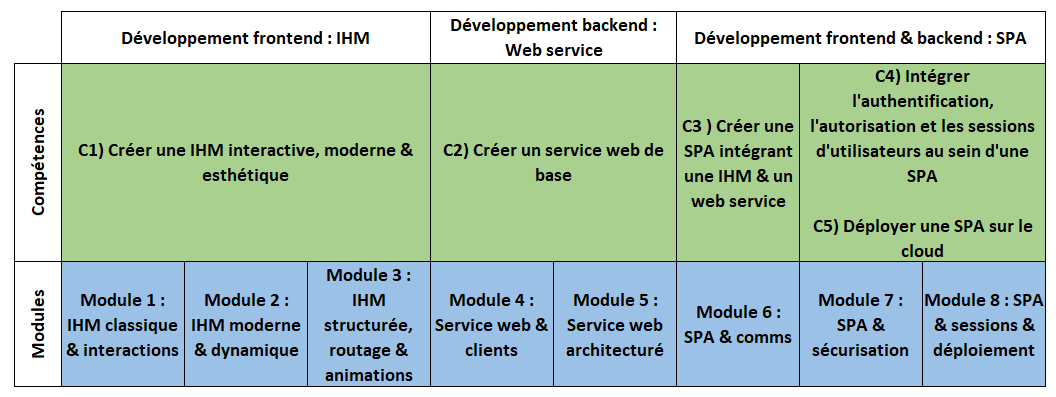 Développement frontend : IHM
Développement backend :
Web service
Développement frontend & backend : SPA
Compétences
C1) Créer une IHM interactive, moderne &
esthétique
C2) Créer un service web de
base
C3 ) Créer une
SPA intégrant
une IHM & un
web service
C4) Intégrer
l'authentification,
l'autorisation et les sessions
d'utilisateurs au sein d'une
SPA
C5) Déployer une SPA sur le
cloud
Modules
Module 1 :
IHM classique
& interactions
Module 2 :
IHM moderne
& dynamique
Module 3 :
IHM
structurée,
routage &
animations
Module 4 :
Service web &
clients
Module 5 :
Service web
architecturé
Module 6 :
SPA & comms
Module 7 :
SPA &
sécurisation
Module 8 : SPA
& sessions &
déploiement